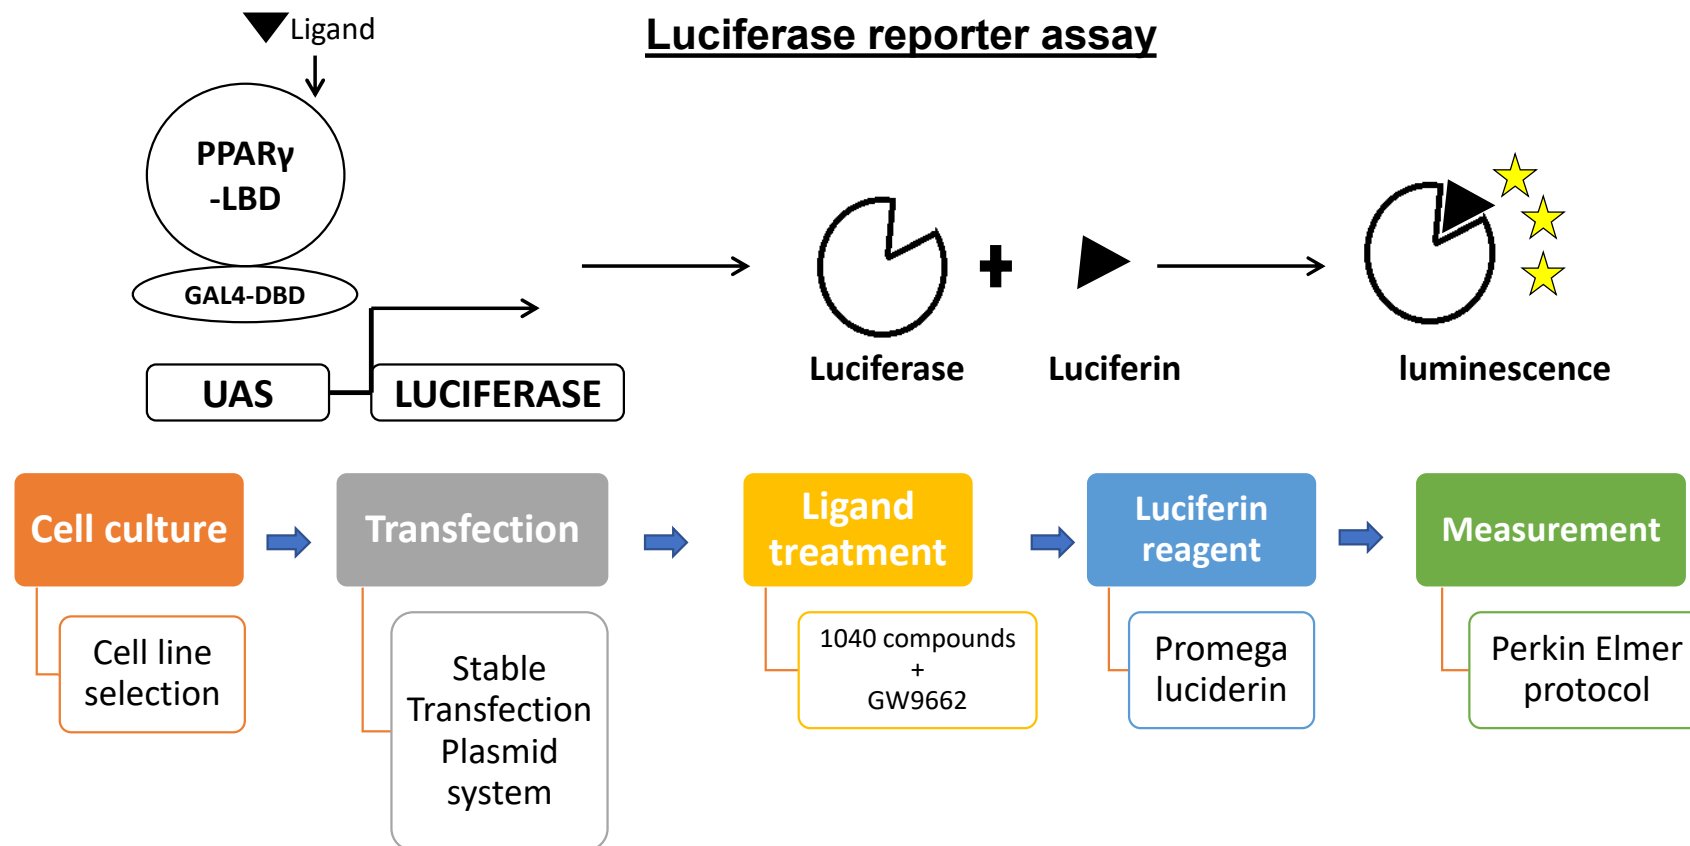 Ligand
Luciferase reporter assay
PPARγ
-LBD
GAL4-DBD
UAS
LUCIFERASE
Luciferase
Luciferin
luminescence
Cell culture
Transfection
Ligand
treatment
Luciferin
reagent
Measurement
Cell line
selection
Stable
Transfection
Plasmid
system
1040 compounds
+
GW9662
Promega
luciderin
Perkin Elmer
protocol